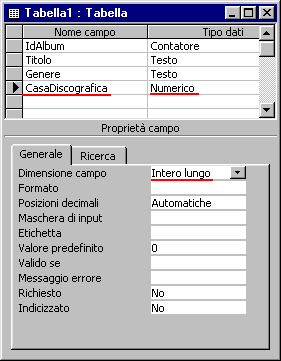 Tabella1 : Tabella
Nome campo Tipo dati
IdAlbum Contatore
Titolo Testo
Genere Testo
CasaDiscografica Numerico
Proprietà campo
Generale Ricerca
Dimensione campo Intero lungo
Formato
Posizioni decimali Automatiche
Maschera di input
Etichetta
Valore predefinito 0
Valido se
Messaggio errore
Richiesto No
Indicizzato No